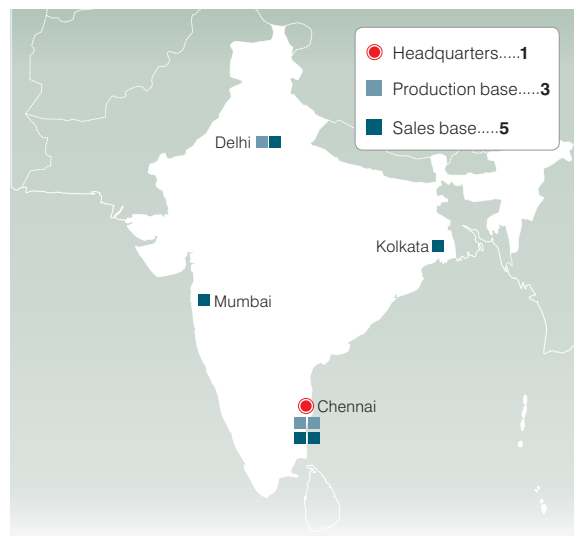 Headquarters.....1
Production base.....3
Sales base.....5
Delhi
Kolkata
Mumbai
Chennai